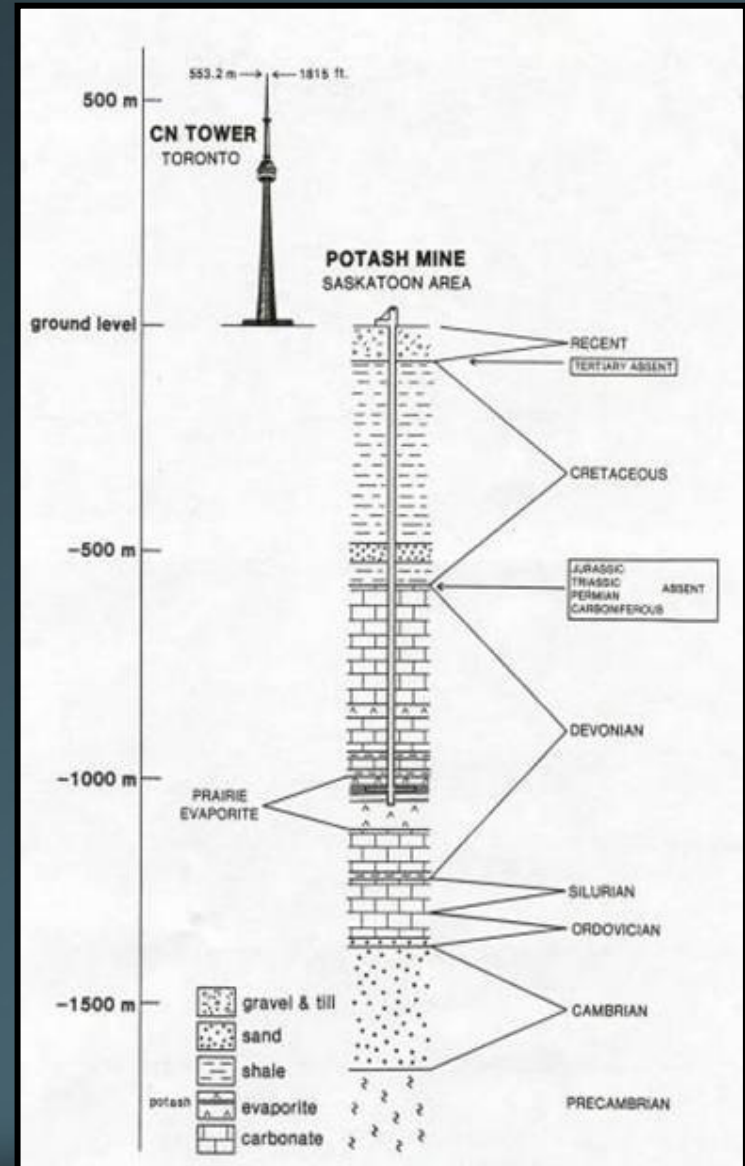 553.2 m 1815 ft.
500 m
CN TOWER
TORONTO
POTASH MINE
SASKATOON AREA
ground level
RECENT
TERTIARY ABSENT
CRETACEOUS
-500 m
JURASSIC
TRIASSIC
PERMIAN
CARBONIFEROUS
ABSENT
DEVONIAN
-1000 m
PRAIRIE
EVAPORITE
SILURIAN
ORDOVICIAN
-1500 m
CAMBRIAN
gravel & till
sand
shale
potash
evaporite
carbonate
PRECAMBRIAN